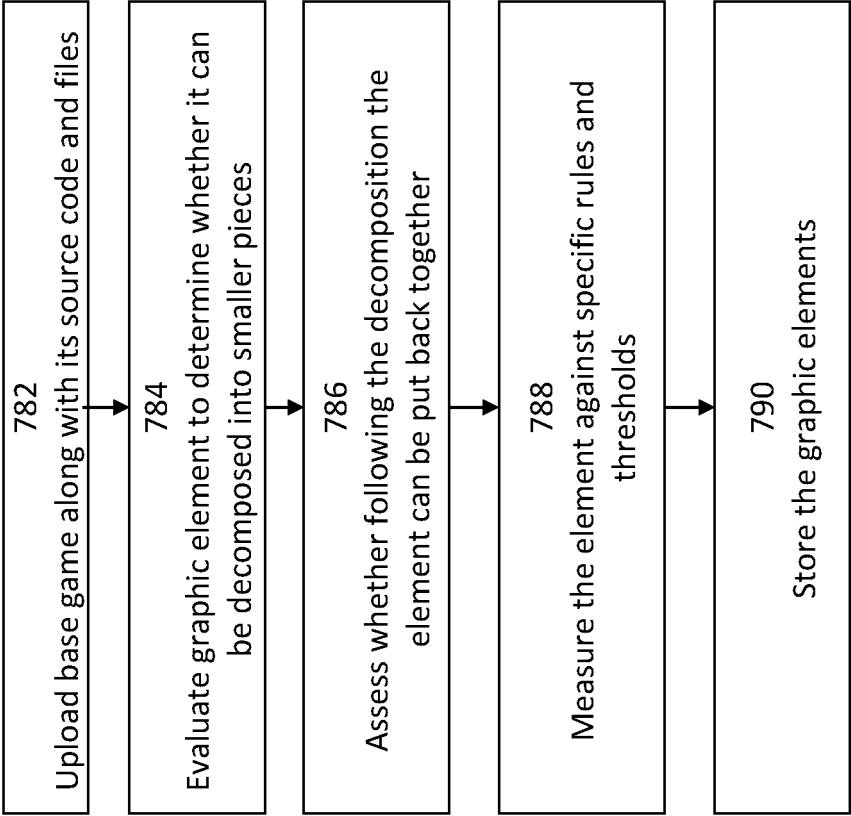 782
Upload base game along with its source code and files
784
Evaluate graphic element to determine whether it can
be decomposed into smaller pieces
786
Assess whether following the decomposition the
element can be put back together
788
Measure the element against specific rules and
thresholds
790
Store the graphic elements